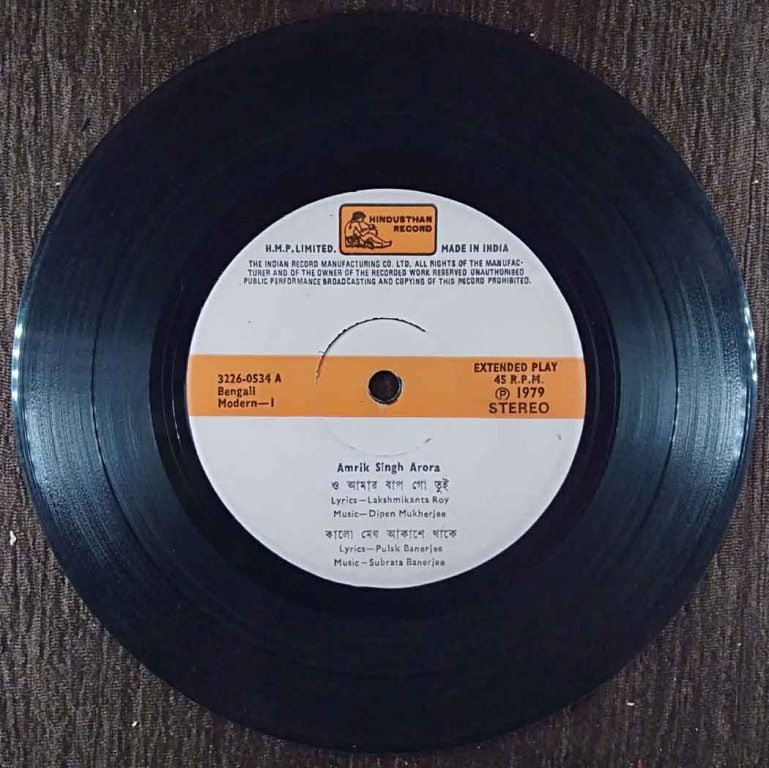 HINDUSTHAN
RECORD
H.M.P. LIMITED. MADE IN INDIA
THE INDIAN RECORD MANUFACTURING CO. LTD. ALL RIGHTS OF THE MANUFAC-
TURER AND OF THE OWNER OF THE RECORDED WORK RESERVED UNAUTHORISED
PUBLIC PERFORMANCE BROADCASTING AND COPYING OF THIS RECORD PROHIBITED.
3226-0534 A
Bengali
Modern—I
EXTENDED PLAY
45 R.P.M.
℗ 1979
STEREO
Amrik Singh Arora
ও আমার বাপ গো তুই
Lyrics—Lakshmikanta Roy
Music—Dipen Mukherjee
কালো মেঘ আকাশে থাকে
Lyrics—Pulak Banerjee
Music—Subrata Banerjee